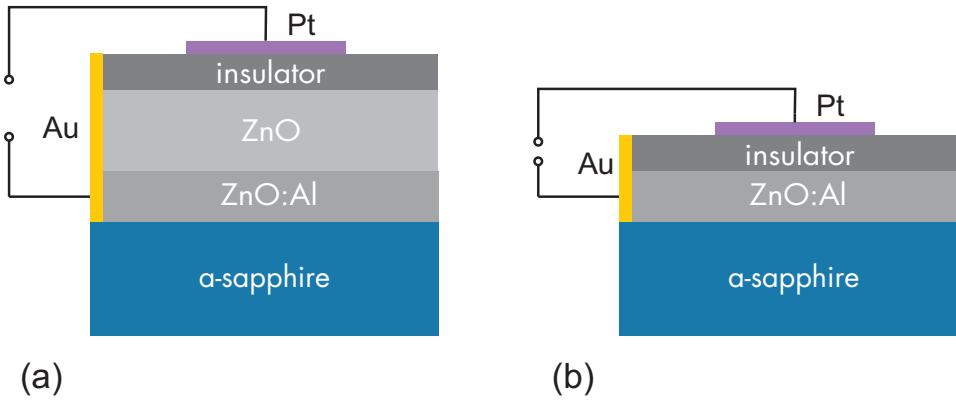 Pt
insulator
Au
ZnO
ZnO:Al
a-sapphire
(a)
Pt
insulator
Au
ZnO:Al
a-sapphire
(b)